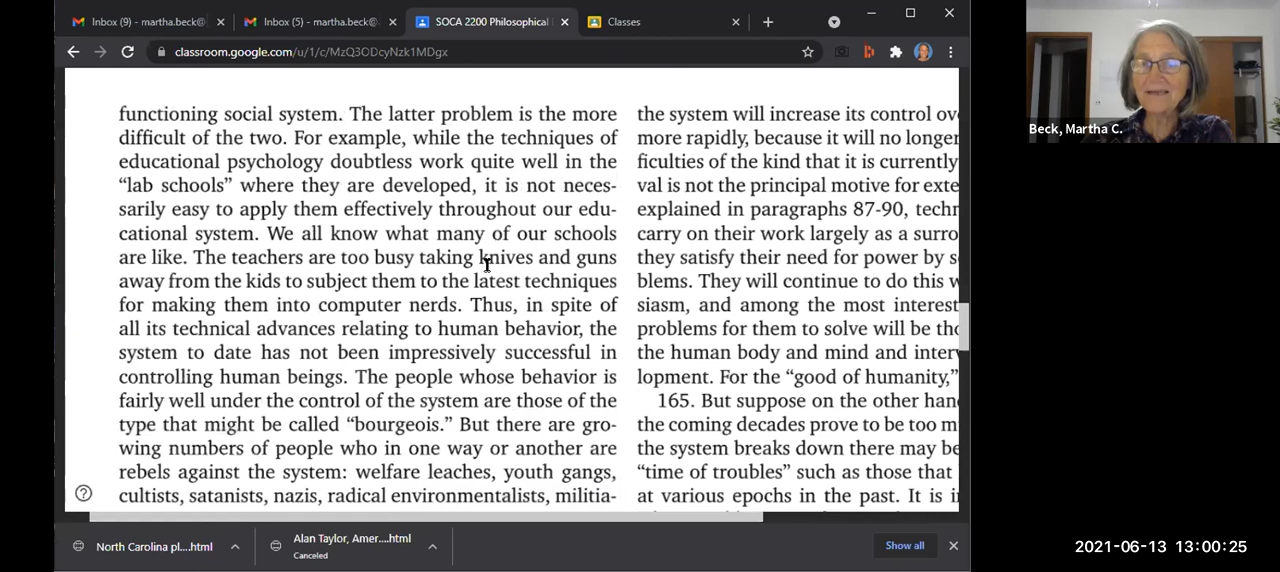 Inbox (9) - martha.beck@
Inbox (5) - martha.beck@
SOCA 2200 Philosophical
Classes
classroom.google.com/u/1/c/MzQ3ODcyNzk1MDgx
functioning social system. The latter problem is the more
difficult of the two. For example, while the techniques of
educational psychology doubtless work quite well in the
“lab schools” where they are developed, it is not neces-
sarily easy to apply them effectively throughout our edu-
cational system. We all know what many of our schools
are like. The teachers are too busy taking knives and guns
away from the kids to subject them to the latest techniques
for making them into computer nerds. Thus, in spite of
all its technical advances relating to human behavior, the
system to date has not been impressively successful in
controlling human beings. The people whose behavior is
fairly well under the control of the system are those of the
type that might be called “bourgeois.” But there are gro-
wing numbers of people who in one way or another are
rebels against the system: welfare leaches, youth gangs,
cultists, satanists, nazis, radical environmentalists, militia-
the system will increase its control ov
more rapidly, because it will no longer
ficulties of the kind that it is currently
val is not the principal motive for exte
explained in paragraphs 87-90, techn
carry on their work largely as a surro
they satisfy their need for power by s
blems. They will continue to do this w
siasm, and among the most interest
problems for them to solve will be tho
the human body and mind and interv
lopment. For the “good of humanity,”
165. But suppose on the other han
the coming decades prove to be too m
the system breaks down there may be
“time of troubles” such as those that
at various epochs in the past. It is i
North Carolina pl....html
Alan Taylor, Amer....html
Canceled
Show all
Beck, Martha C.
2021-06-13 13:00:25